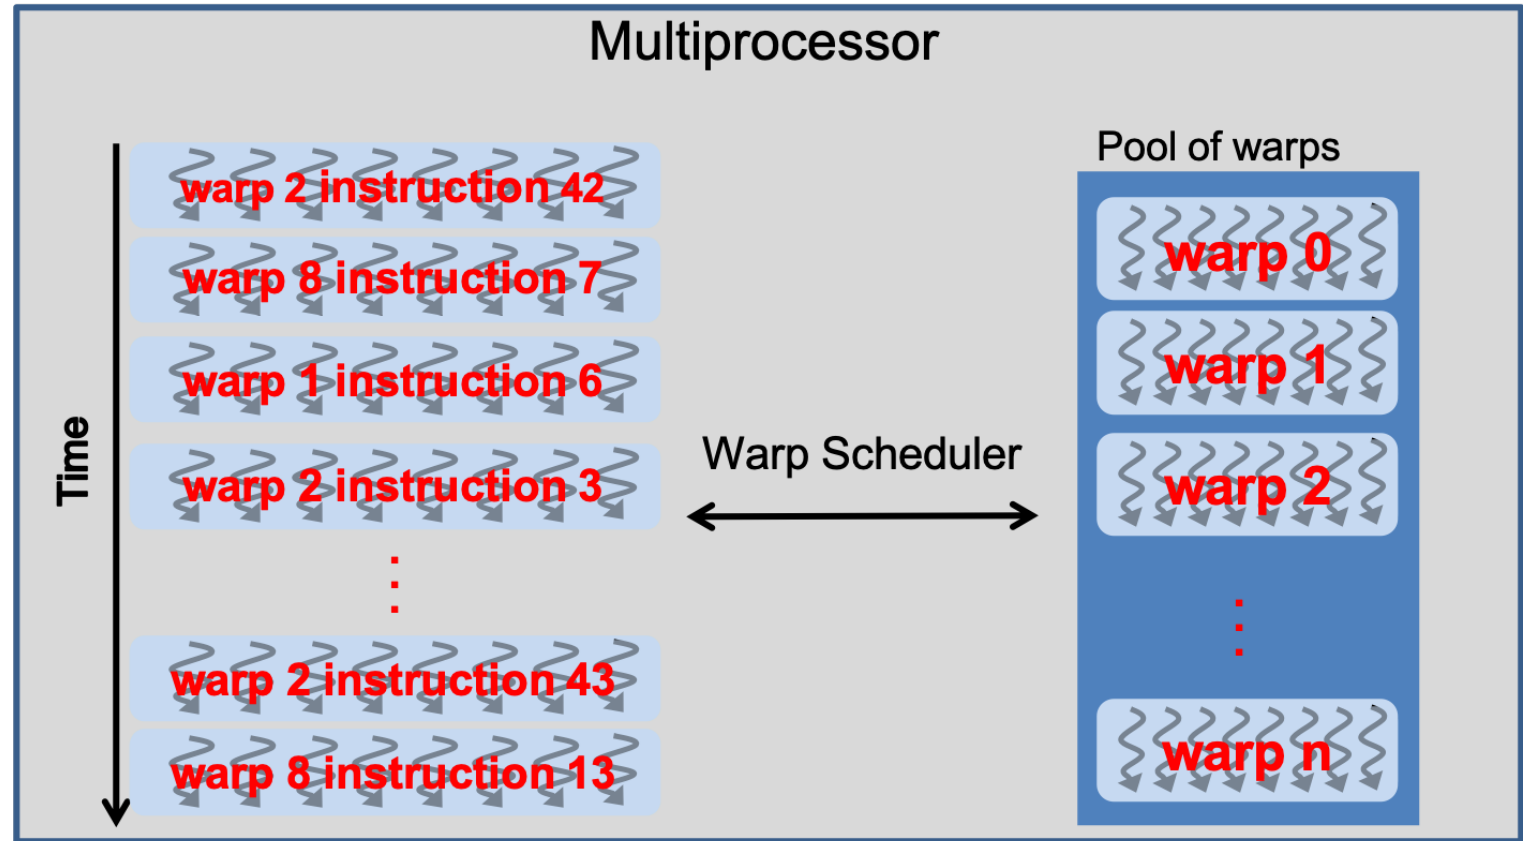 Multiprocessor
Time
warp 2 instruction 42
warp 8 instruction 7
warp 1 instruction 6
warp 2 instruction 3
warp 2 instruction 43
warp 8 instruction 13
Warp Scheduler
Pool of warps
warp 0
warp 1
warp 2
warp n